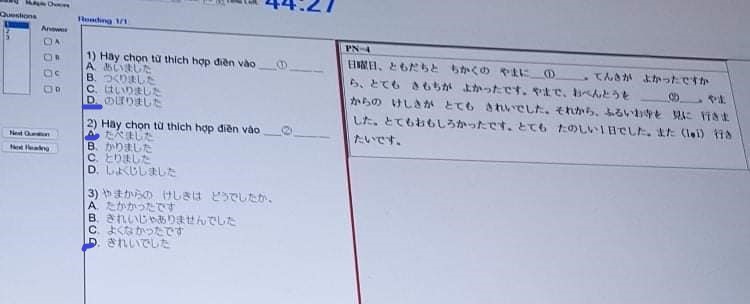 Multiple Choices
44:27
Questions
1
2
3
Answer
A
B
C
D
Next Question
Next Reading
Reading 1/1
1) Hãy chọn từ thích hợp điền vào ___①______
A. あいました
B. つくりました
C. はいりました
D. のぼりました
2) Hãy chọn từ thích hợp điền vào ___②______
A. たべました
B. かりました
C. とりました
D. しょくじしました
3) やまからの けしきは どうでしたか。
A. たかかったです
B. きれいじゃありませんでした
C. よくなかったです
D. きれいでした
PN=4
日曜日、ともだちと ちかくの やまに ___①______。てんきが よかったですか
ら、とても きもちが よかったです。やまで、おべんとうを ______②___。やま
からの けしきが とても きれいでした。それから、ふるいお寺を 見に 行きま
した。とてもおもしろかったです。とても たのしい1日でした。また 行き
たいです。